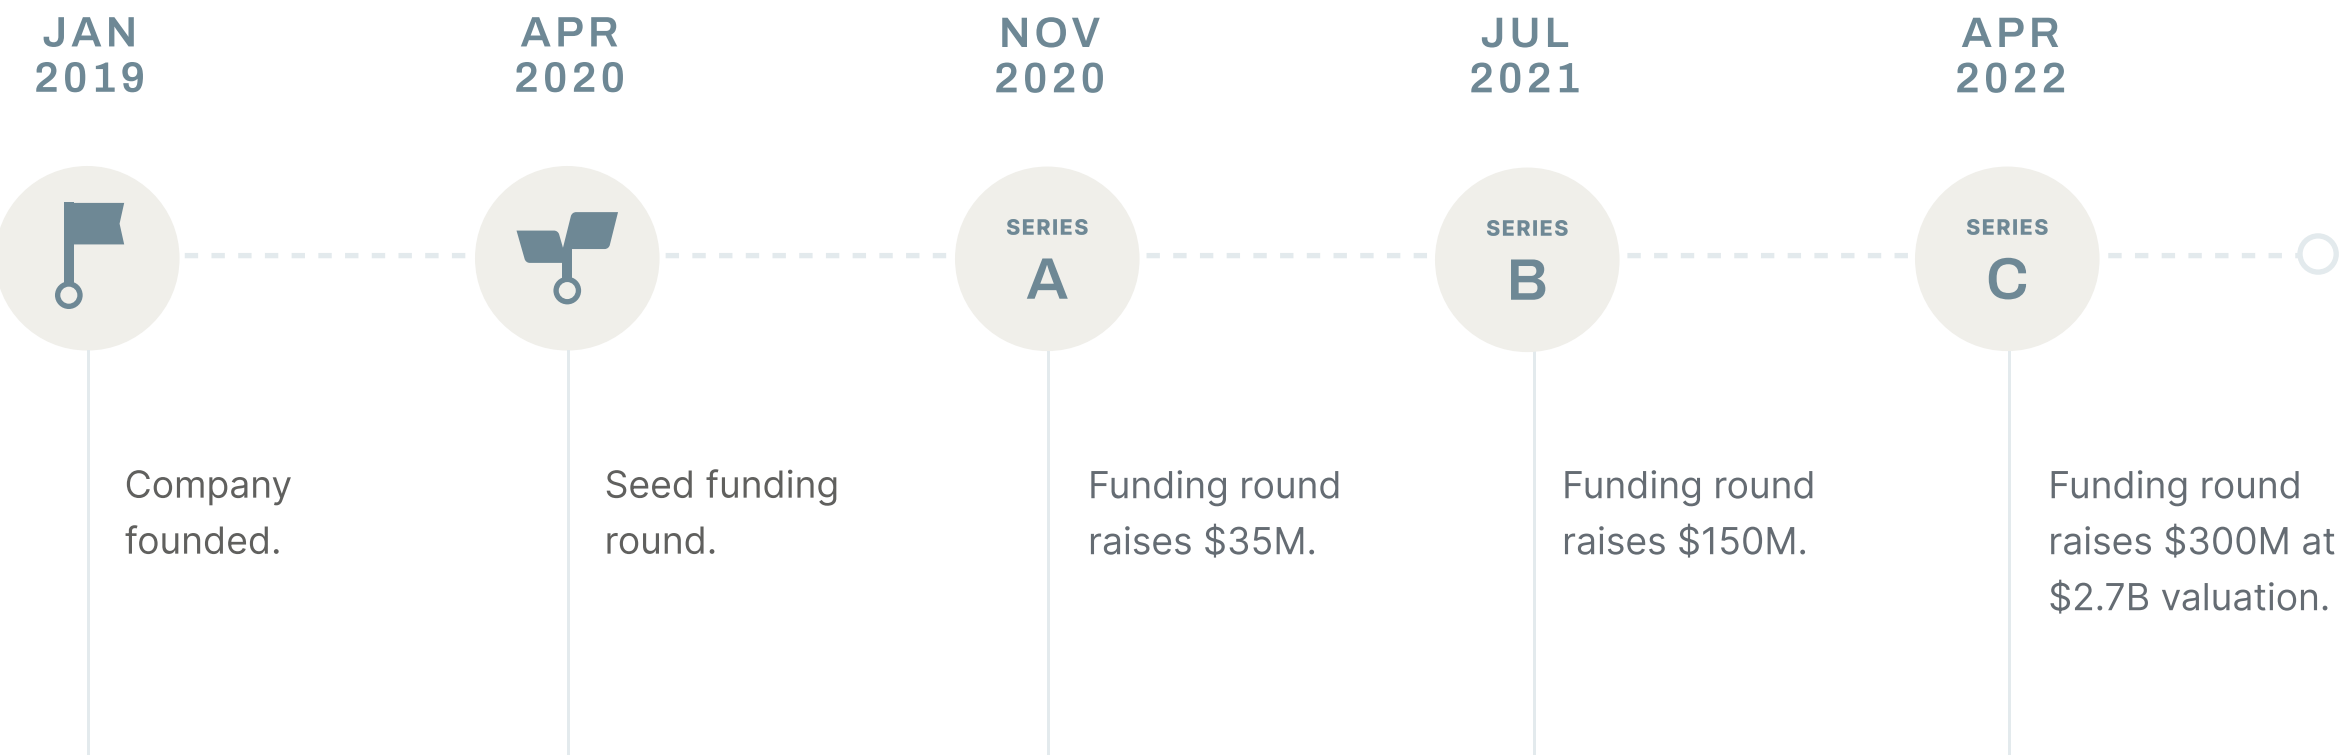 JAN
2019
APR
2020
NOV
2020
JUL
2021
APR
2022
SERIES
A
SERIES
B
SERIES
C
Company
founded.
Seed funding
round.
Funding round
raises $35M.
Funding round
raises $150M.
Funding round
raises $300M at
$2.7B valuation.